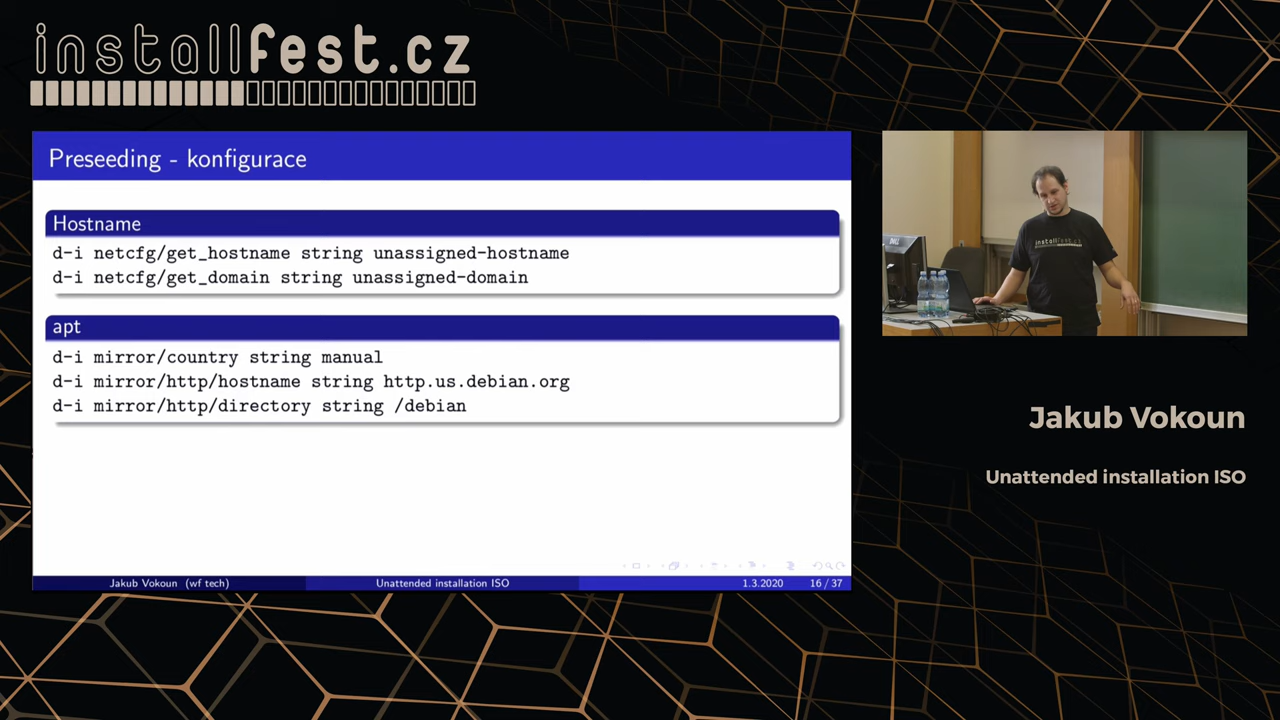 installfest.cz
Preseeding - konfigurace
Hostname
d-i netcfg/get_hostname string unassigned-hostname
d-i netcfg/get_domain string unassigned-domain
apt
d-i mirror/country string manual
d-i mirror/http/hostname string http.us.debian.org
d-i mirror/http/directory string /debian
Jakub Vokoun (wf tech)
Unattended installation ISO
1.3.2020
16 / 37
installfest.cz
Jakub Vokoun
Unattended installation ISO